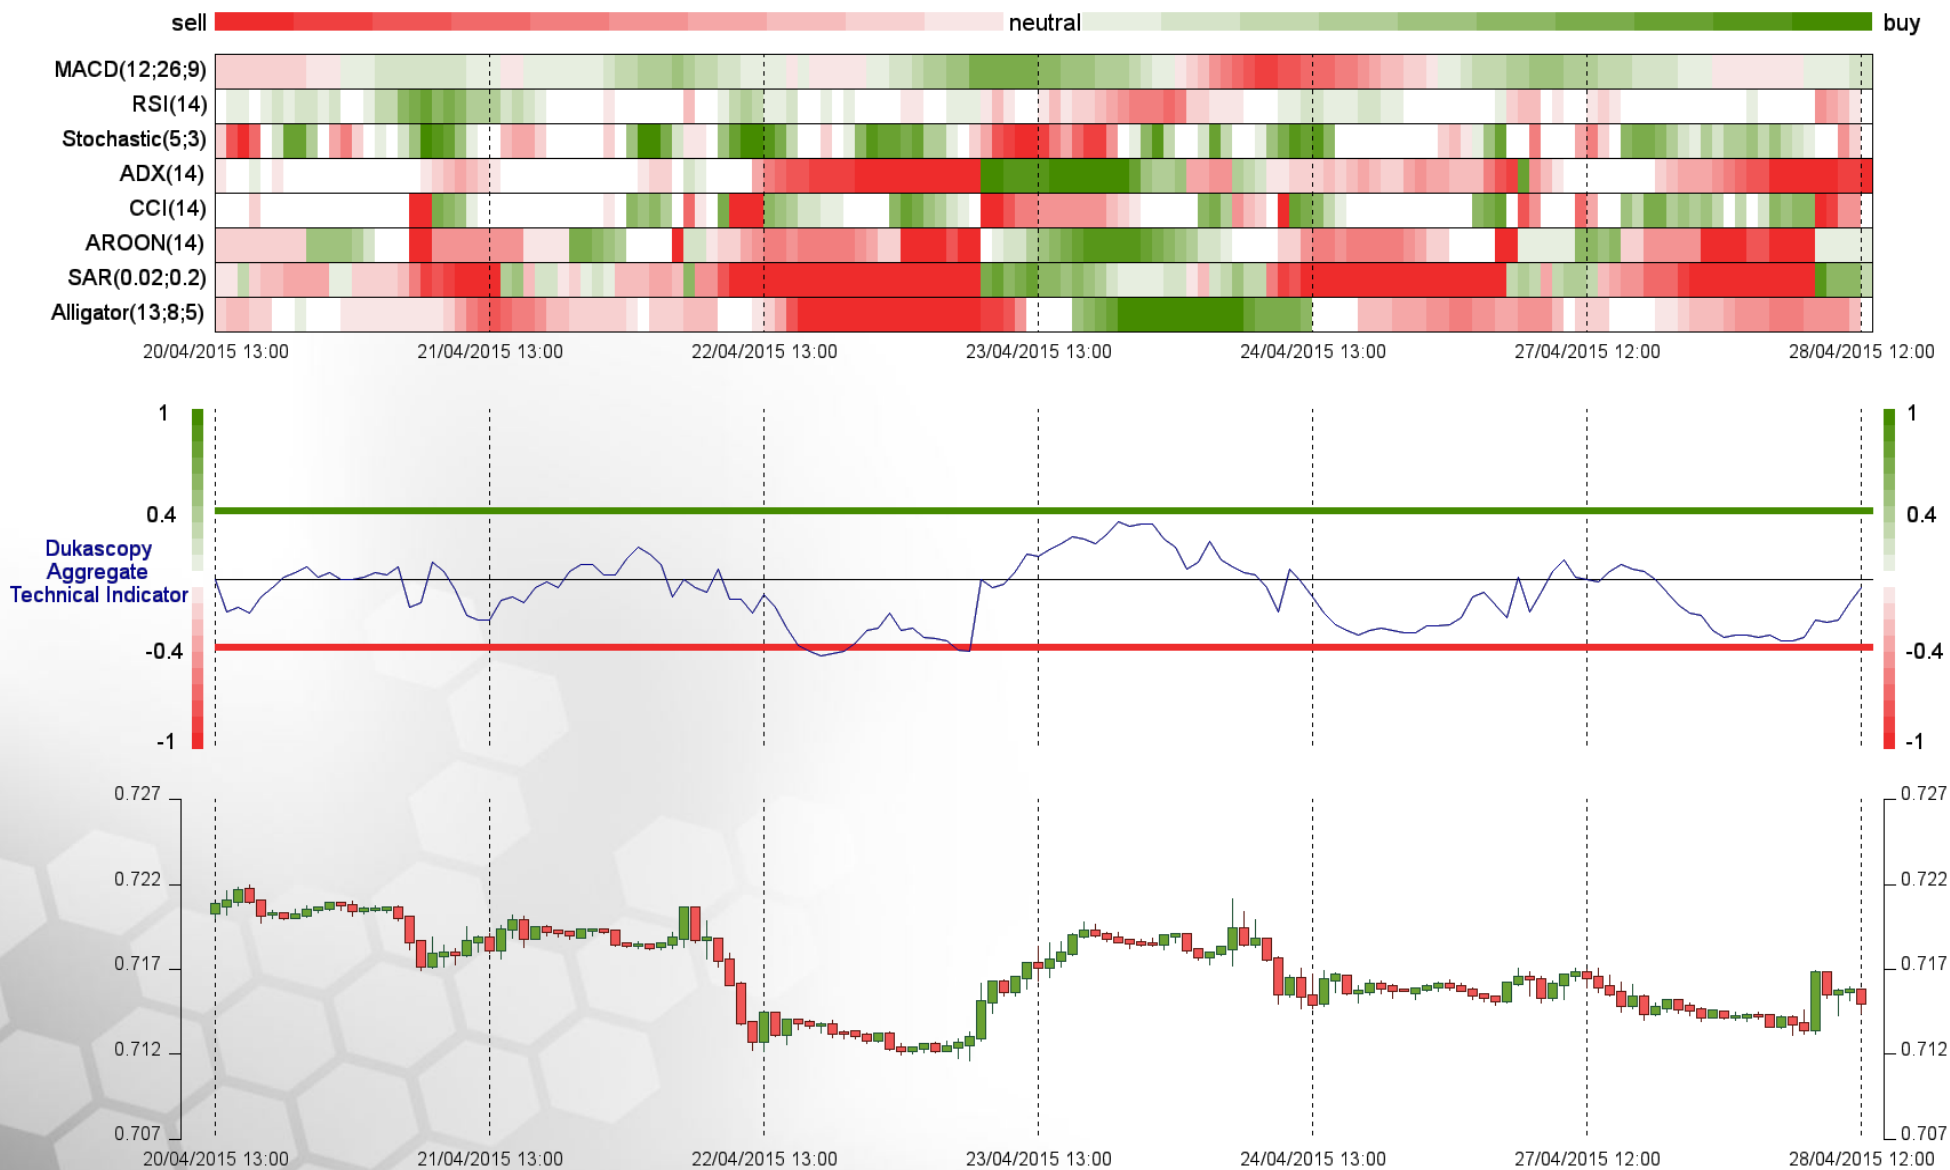 sell neutral buy
MACD(12;26;9)
RSI(14)
Stochastic(5;3)
ADX(14)
CCI(14)
AROON(14)
SAR(0.02;0.2)
Alligator(13;8;5)
20/04/2015 13:00 21/04/2015 13:00 22/04/2015 13:00 23/04/2015 13:00 24/04/2015 13:00 27/04/2015 12:00 28/04/2015 12:00
1 1
0.4 0.4
Dukascopy
Aggregate
Technical Indicator
-0.4 -0.4
-1 -1
0.727 0.727
0.722 0.722
0.717 0.717
0.712 0.712
0.707 0.707
20/04/2015 13:00 21/04/2015 13:00 22/04/2015 13:00 23/04/2015 13:00 24/04/2015 13:00 27/04/2015 12:00 28/04/2015 12:00